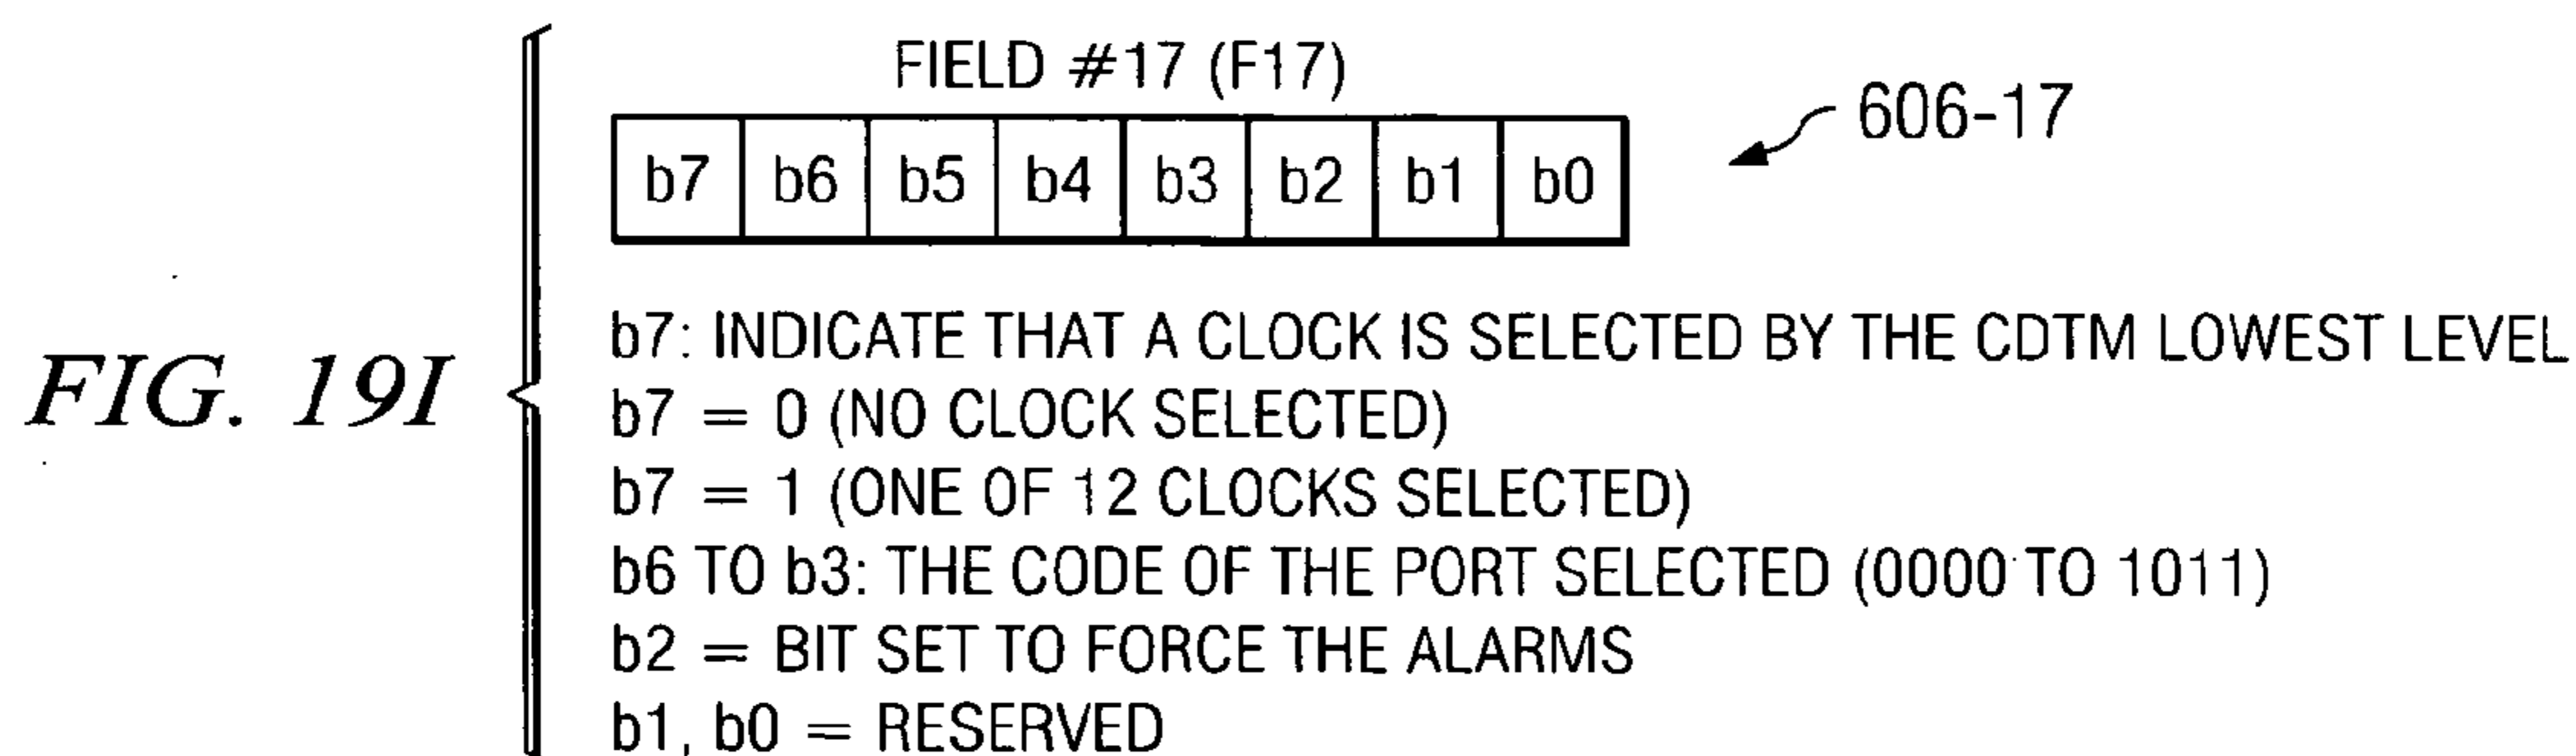 FIELD #17 (F17)
606-17
b7 b6 b5 b4 b3 b2 b1 b0
FIG. 19I
b7: INDICATE THAT A CLOCK IS SELECTED BY THE CDTM LOWEST LEVEL
b7 = 0 (NO CLOCK SELECTED)
b7 = 1 (ONE OF 12 CLOCKS SELECTED)
b6 TO b3: THE CODE OF THE PORT SELECTED (0000 TO 1011)
b2 = BIT SET TO FORCE THE ALARMS
b1, b0 = RESERVED